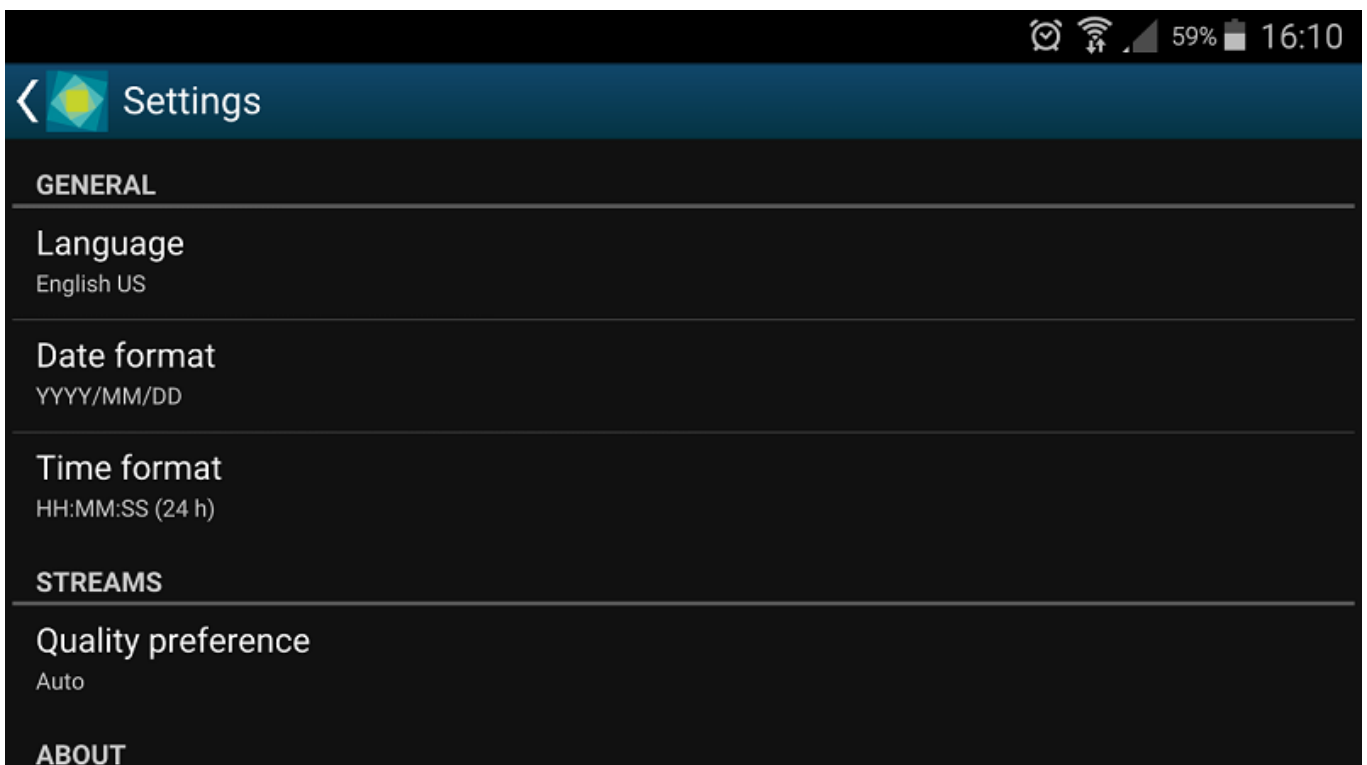 59% 16:10
Settings
GENERAL
Language
English US
Date format
YYYY/MM/DD
Time format
HH:MM:SS (24 h)
STREAMS
Quality preference
Auto
ABOUT